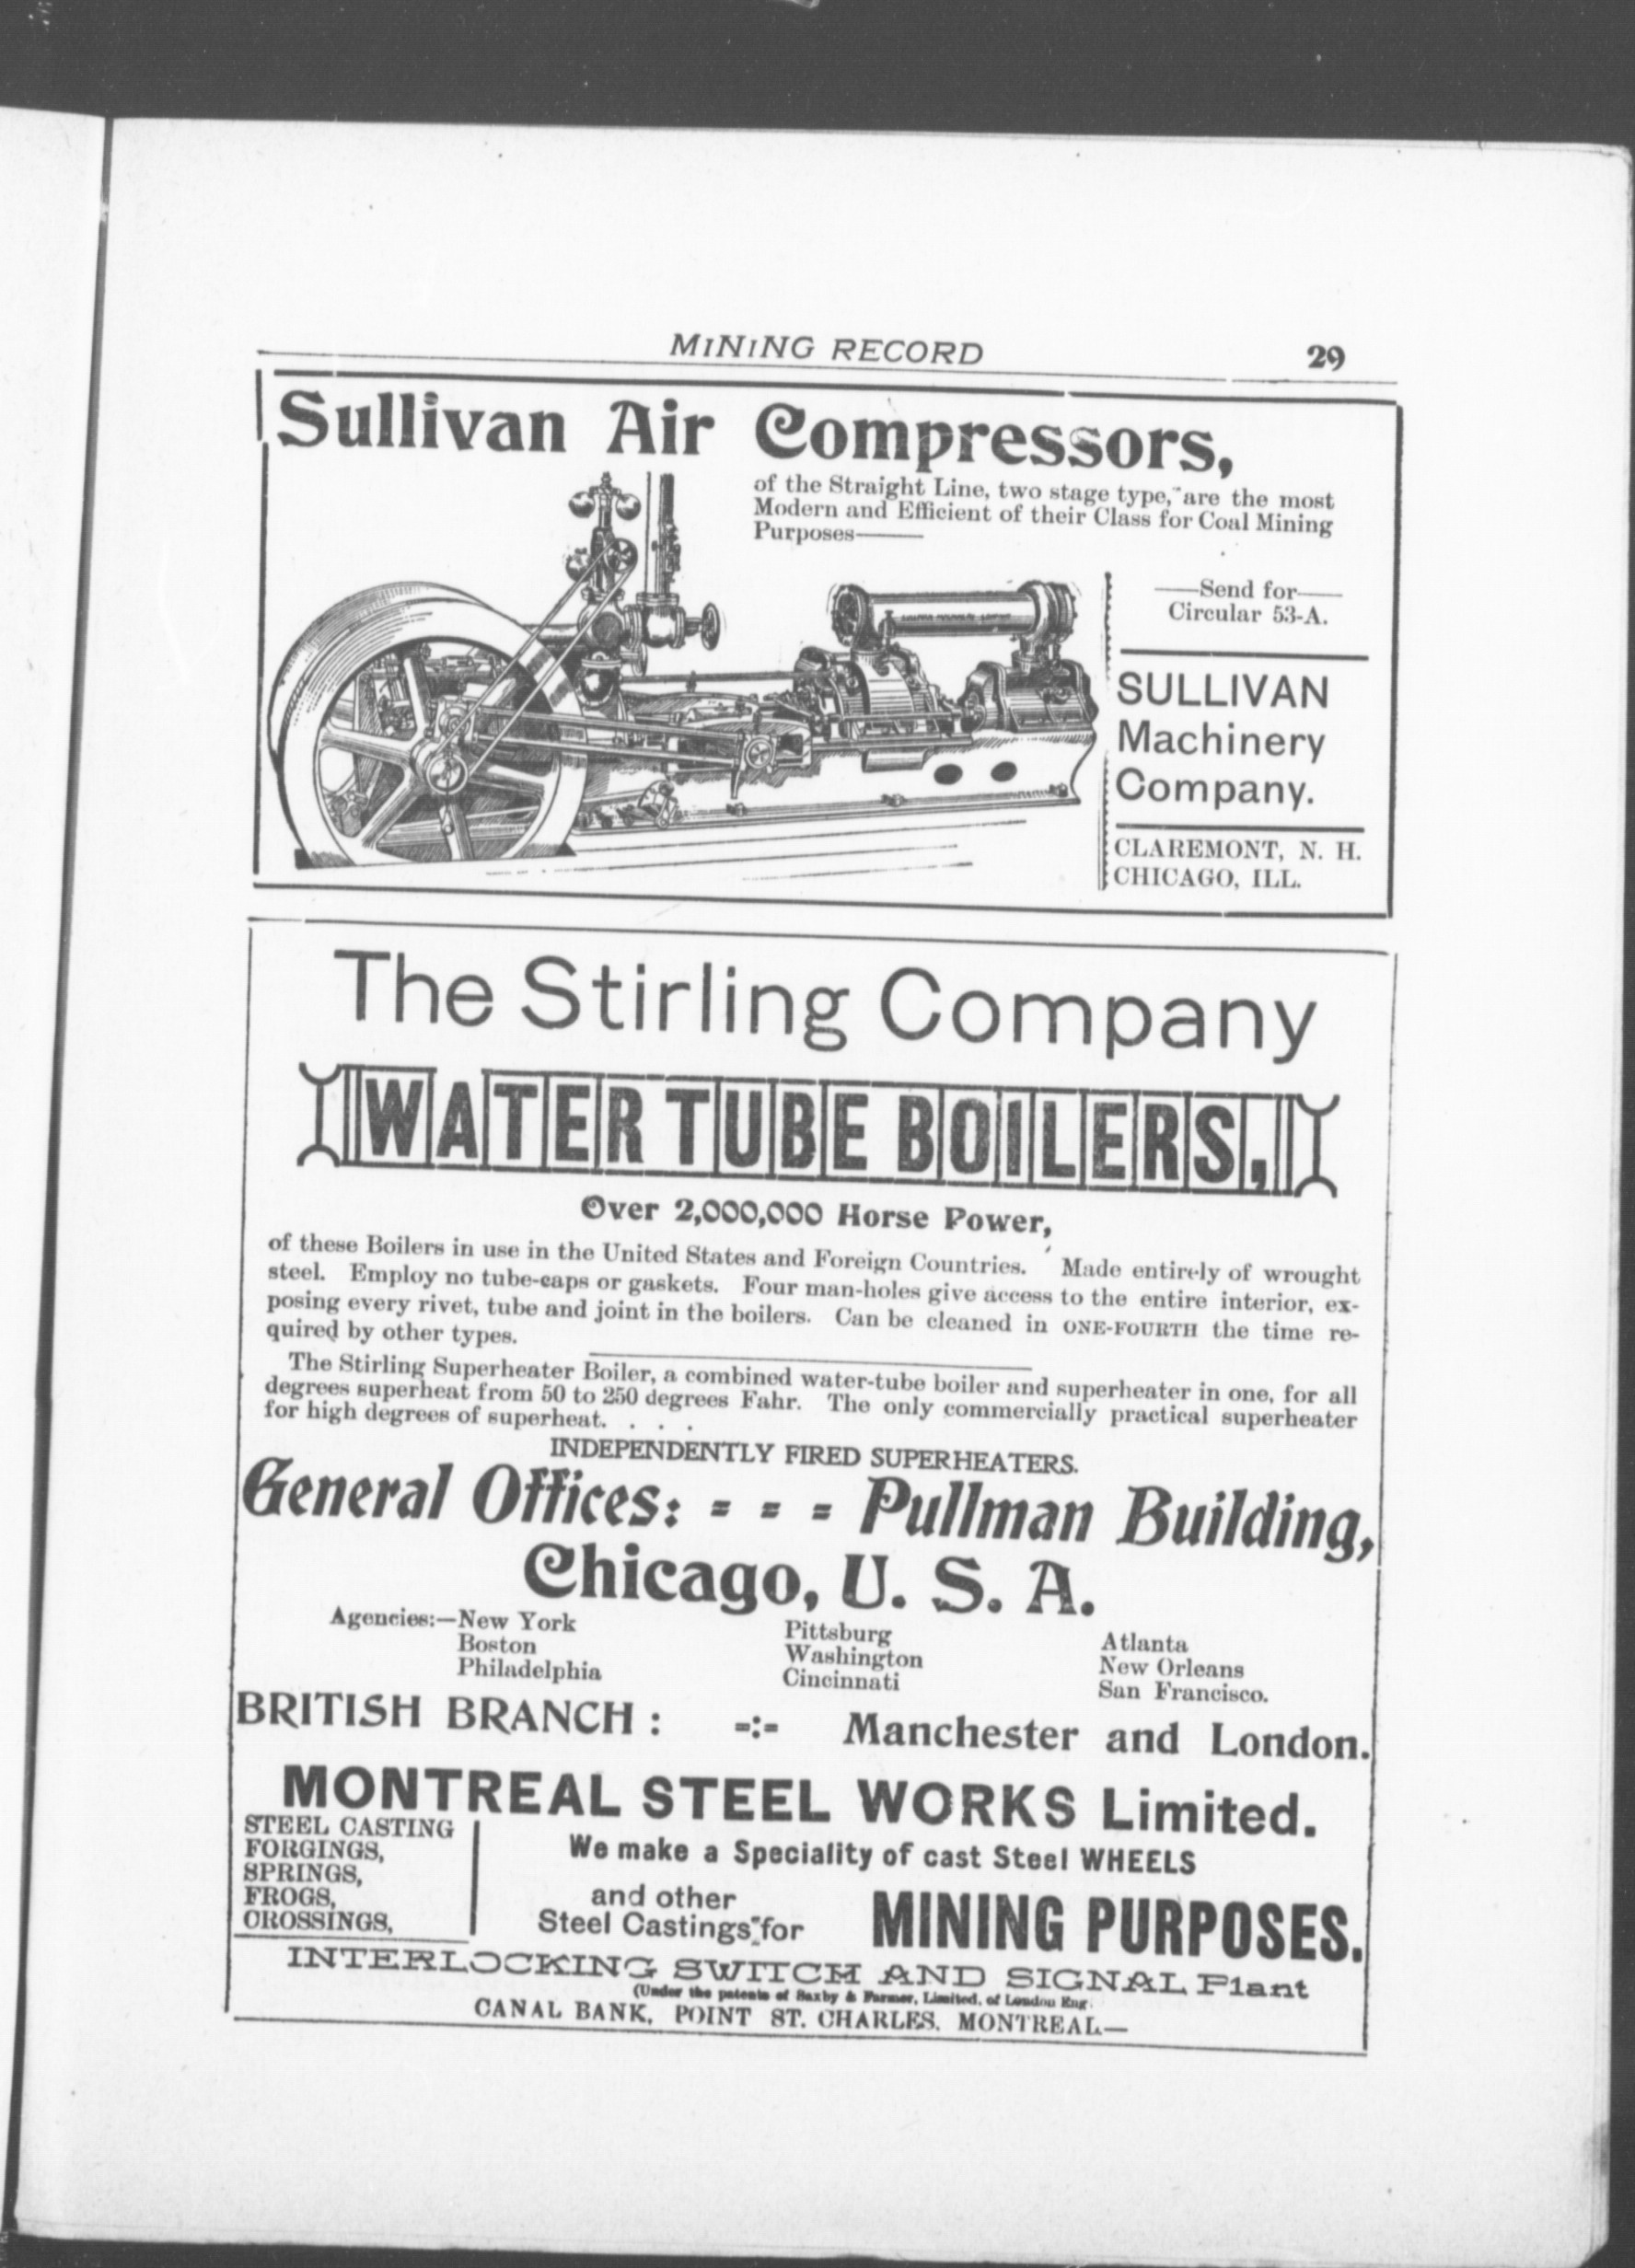 MINING RECORD 29
Sullivan Air Compressors,
of the Straight Line, two stage type, are the most
Modern and Efficient of their Class for Coal Mining
Purposes——
—Send for—
Circular 53-A.
SULLIVAN
Machinery
Company.
CLAREMONT, N. H.
CHICAGO, ILL.
The Stirling Company
WATER TUBE BOILERS,
Over 2,000,000 Horse Power,
of these Boilers in use in the United States and Foreign Countries. Made entirely of wrought
steel. Employ no tube-caps or gaskets. Four man-holes give access to the entire interior, ex-
posing every rivet, tube and joint in the boilers. Can be cleaned in ONE-FOURTH the time re-
quired by other types.
The Stirling Superheater Boiler, a combined water-tube boiler and superheater in one, for all
degrees superheat from 50 to 250 degrees Fahr. The only commercially practical superheater
for high degrees of superheat. . . .
INDEPENDENTLY FIRED SUPERHEATERS.
General Offices: - - - Pullman Building,
Chicago, U. S. A.
Agencies:—New York Pittsburg Atlanta
Boston Washington New Orleans
Philadelphia Cincinnati San Francisco.
BRITISH BRANCH : -:- Manchester and London.
MONTREAL STEEL WORKS Limited.
STEEL CASTING
FORGINGS,
SPRINGS,
FROGS,
CROSSINGS,
We make a Speciality of cast Steel WHEELS
and other
Steel Castings for MINING PURPOSES.
INTERLOCKING SWITCH AND SIGNAL Plant
(Under the patents of Saxby & Farmer, Limited, of London Eng.
CANAL BANK, POINT ST. CHARLES, MONTREAL—